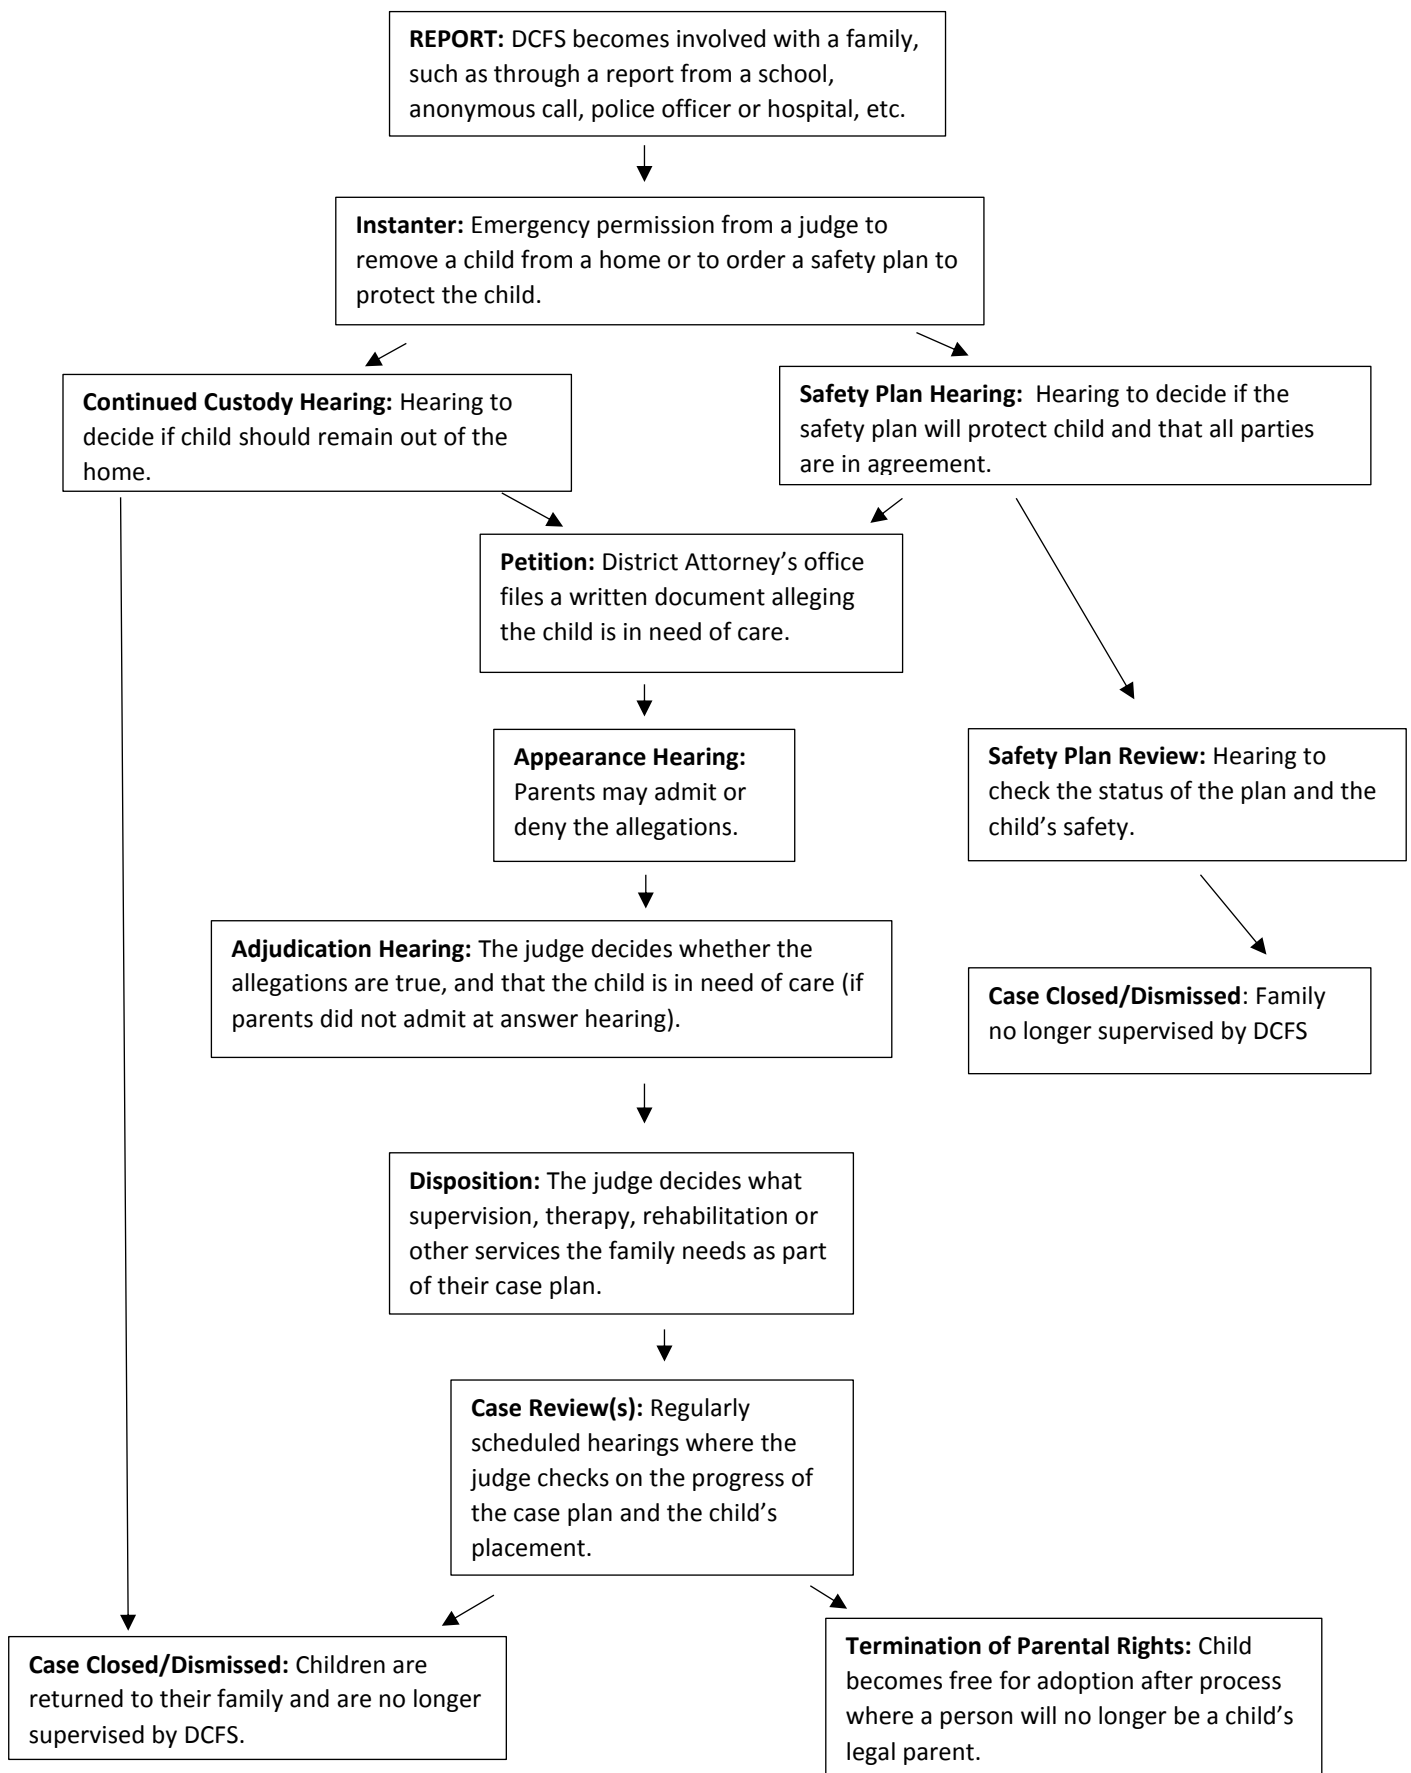 REPORT: DCFS becomes involved with a family,
such as through a report from a school,
anonymous call, police officer or hospital, etc.
Instanter: Emergency permission from a judge to
remove a child from a home or to order a safety plan to
protect the child.
Continued Custody Hearing: Hearing to
decide if child should remain out of the
home.
Safety Plan Hearing:  Hearing to decide if the
safety plan will protect child and that all parties
are in agreement.
Petition: District Attorney’s office
files a written document alleging
the child is in need of care.
Appearance Hearing:
Parents may admit or
deny the allegations.
Safety Plan Review: Hearing to
check the status of the plan and the
child’s safety.
Adjudication Hearing: The judge decides whether the
allegations are true, and that the child is in need of care (if
parents did not admit at answer hearing).
Case Closed/Dismissed: Family
no longer supervised by DCFS
Disposition: The judge decides what
supervision, therapy, rehabilitation or
other services the family needs as part
of their case plan.
Case Review(s): Regularly
scheduled hearings where the
judge checks on the progress of
the case plan and the child’s
placement.
Case Closed/Dismissed: Children are
returned to their family and are no longer
supervised by DCFS.
Termination of Parental Rights: Child
becomes free for adoption after process
where a person will no longer be a child’s
legal parent.